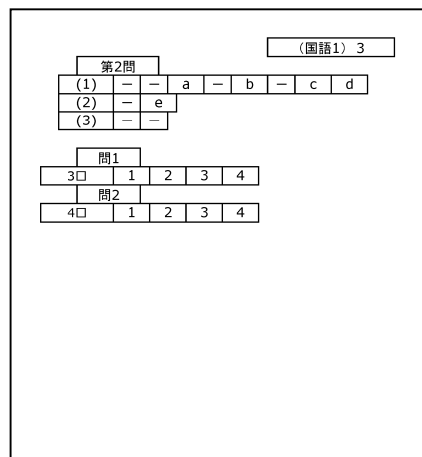 （国語1）3
第2問
(1) － － a － b － c d
(2) － e
(3) － －
問1
3□ 1 2 3 4
問2
4□ 1 2 3 4